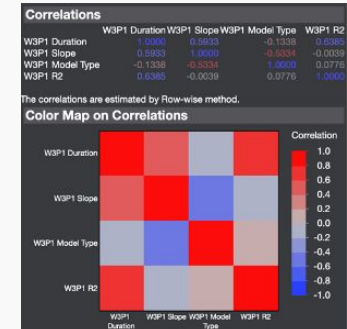 Correlations
W3P1 Duration W3P1 Slope W3P1 Model Type W3P1 R2
W3P1 Duration 1.0000 0.5933 -0.1338 0.6385
W3P1 Slope 0.5933 1.0000 -0.5334 -0.0039
W3P1 Model Type -0.1338 -0.5334 1.0000 0.0776
W3P1 R2 0.6385 -0.0039 0.0776 1.0000
The correlations are estimated by Row-wise method.
Color Map on Correlations
Correlation
1.0
0.8
0.6
0.4
0.2
0.0
-0.2
-0.4
-0.6
-0.8
-1.0
W3P1 Duration
W3P1 Slope
W3P1 Model Type
W3P1 R2
W3P1 W3P1 Slope W3P1 Model W3P1 R2
Duration Type